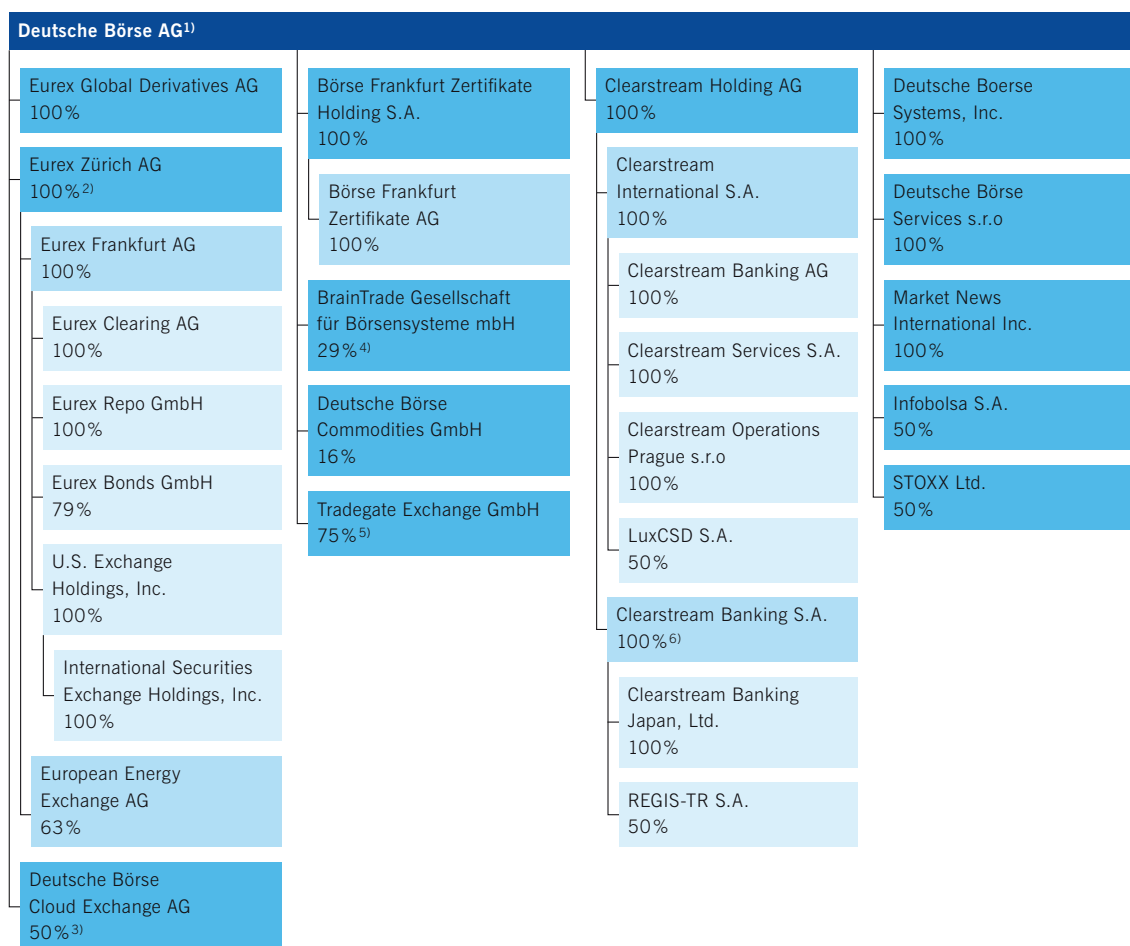 Deutsche Börse AG1)
Eurex Global Derivatives AG
100%
Eurex Zürich AG
100%2)
Eurex Frankfurt AG
100%
Eurex Clearing AG
100%
Eurex Repo GmbH
100%
Eurex Bonds GmbH
79%
U.S. Exchange
Holdings, Inc.
100%
International Securities
Exchange Holdings, Inc.
100%
European Energy
Exchange AG
63%
Deutsche Börse
Cloud Exchange AG
50%3)
Börse Frankfurt Zertifikate
Holding S.A.
100%
Börse Frankfurt
Zertifikate AG
100%
BrainTrade Gesellschaft
für Börsensysteme mbH
29%4)
Deutsche Börse
Commodities GmbH
16%
Tradegate Exchange GmbH
75%5)
Clearstream Holding AG
100%
Clearstream
International S.A.
100%
Clearstream Banking AG
100%
Clearstream Services S.A.
100%
Clearstream Operations
Prague s.r.o
100%
LuxCSD S.A.
50%
Clearstream Banking S.A.
100%6)
Clearstream Banking
Japan, Ltd.
100%
REGIS-TR S.A.
50%
Deutsche Boerse
Systems, Inc.
100%
Deutsche Börse
Services s.r.o
100%
Market News
International Inc.
100%
Infobolsa S.A.
50%
STOXX Ltd.
50%